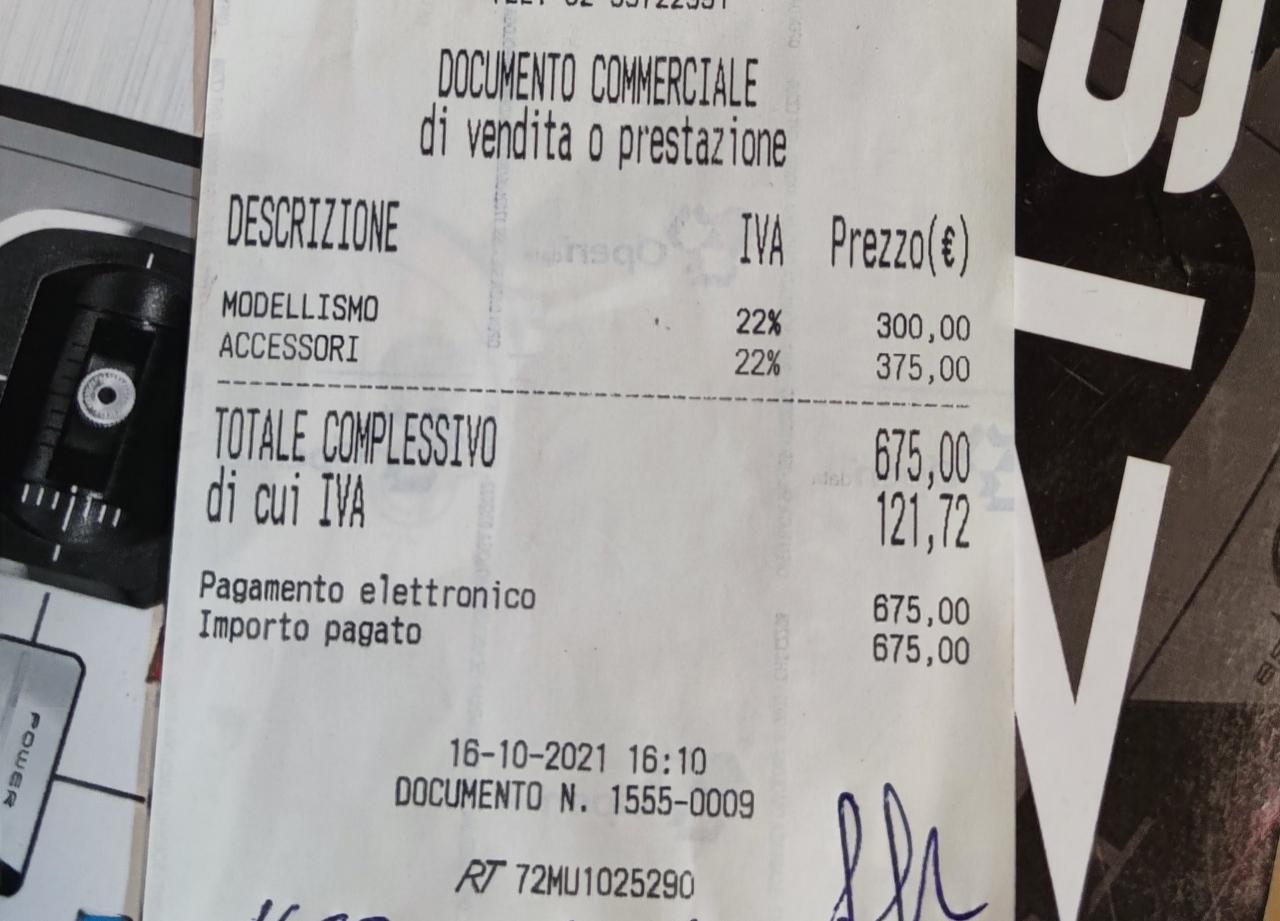 DOCUMENTO COMMERCIALE
di vendita o prestazione
DESCRIZIONE IVA Prezzo(€)
MODELLISMO 22% 300,00
ACCESSORI 22% 375,00
TOTALE COMPLESSIVO 675,00
di cui IVA 121,72
Pagamento elettronico 675,00
Importo pagato 675,00
16-10-2021 16:10
DOCUMENTO N. 1555-0009
RT 72MU1025290
POWER